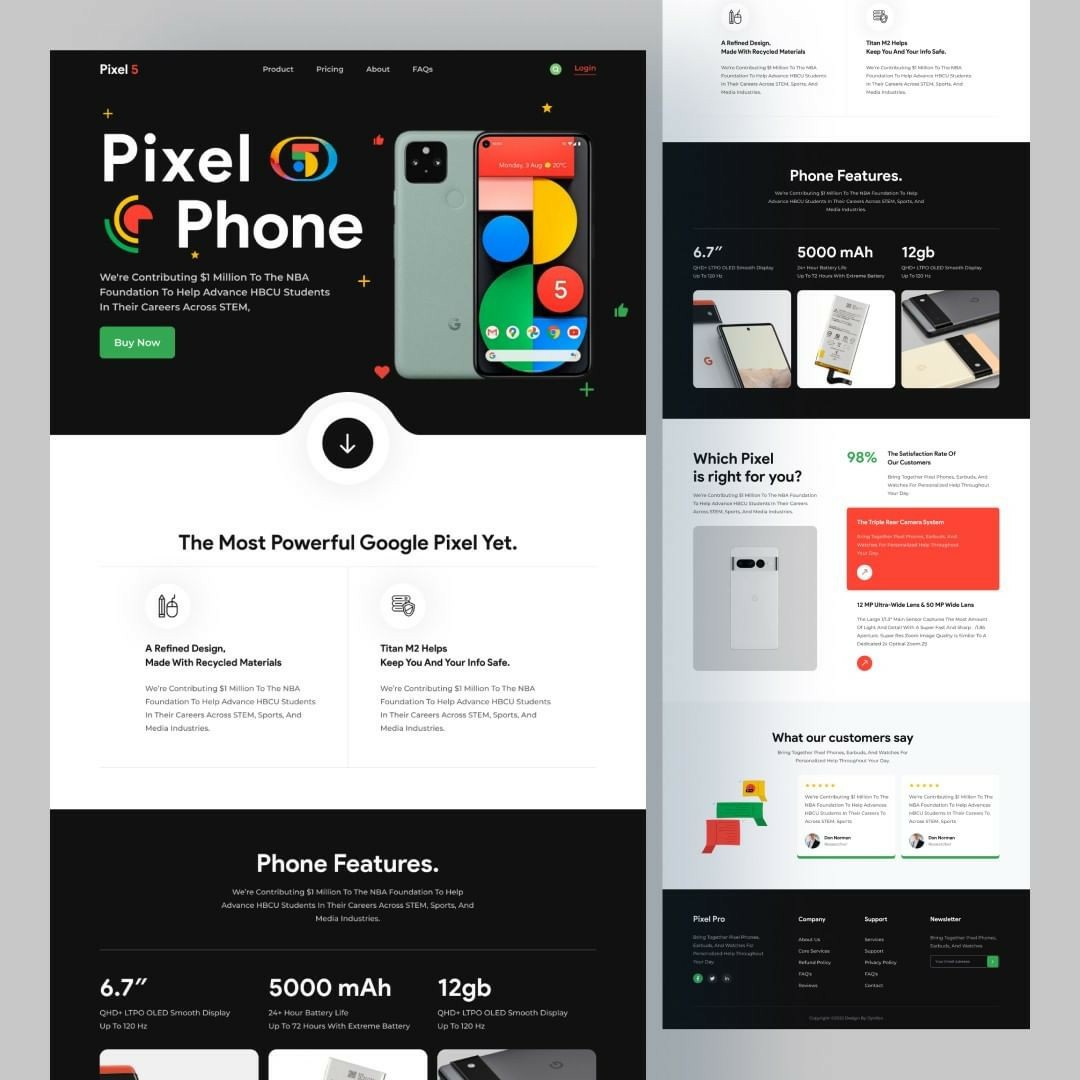 Pixel 5
Product Pricing About FAQs
Login
Pixel 5
Phone
We're Contributing $1 Million To The NBA
Foundation To Help Advance HBCU Students
In Their Careers Across STEM,
Buy Now
Monday, 3 Aug 20°C
5
The Most Powerful Google Pixel Yet.
A Refined Design,
Made With Recycled Materials
We're Contributing $1 Million To The NBA
Foundation To Help Advance HBCU Students
In Their Careers Across STEM, Sports, And
Media Industries.
Titan M2 Helps
Keep You And Your Info Safe.
We're Contributing $1 Million To The NBA
Foundation To Help Advance HBCU Students
In Their Careers Across STEM, Sports, And
Media Industries.
Phone Features.
We're Contributing $1 Million To The NBA Foundation To Help
Advance HBCU Students In Their Careers Across STEM, Sports, And
Media Industries.
6.7″
QHD+ LTPO OLED Smooth Display
Up To 120 Hz
5000 mAh
24+ Hour Battery Life
Up To 72 Hours With Extreme Battery
12gb
QHD+ LTPO OLED Smooth Display
Up To 120 Hz
A Refined Design,
Made With Recycled Materials
We're Contributing $1 Million To The NBA
Foundation To Help Advance HBCU Students
In Their Careers Across STEM, Sports, And
Media Industries.
Titan M2 Helps
Keep You And Your Info Safe.
We're Contributing $1 Million To The NBA
Foundation To Help Advance HBCU Students
In Their Careers Across STEM, Sports, And
Media Industries.
Phone Features.
We're Contributing $1 Million To The NBA Foundation To Help
Advance HBCU Students In Their Careers Across STEM, Sports, And
Media Industries.
6.7″
QHD+ LTPO OLED Smooth Display
Up To 120 Hz
5000 mAh
24+ Hour Battery Life
Up To 72 Hours With Extreme Battery
12gb
QHD+ LTPO OLED Smooth Display
Up To 120 Hz
Which Pixel
is right for you?
We're Contributing $1 Million To The NBA Foundation
To Help Advance HBCU Students In Their Careers
Across STEM, Sports, And Media Industries.
98%
The Satisfaction Rate Of
Our Customers
Bring Together Pixel Phones, Earbuds, And
Watches For Personalized Help Throughout
Your Day.
The Triple Rear Camera System
Bring Together Pixel Phones, Earbuds, And
Watches For Personalized Help Throughout
Your Day.
12 MP Ultra-Wide Lens & 50 MP Wide Lens
The Large 1/1.3" Main Sensor Captures The Most Amount
Of Light And Detail With A Super Fast And Sharp
Aperture. Super Res Zoom Image Quality Is Similar To A
Dedicated 2x Optical Zoom.
What our customers say
Bring Together Pixel Phones, Earbuds, And Watches For
Personalized Help Throughout Your Day.
We're Contributing $1 Million To The
NBA Foundation To Help Advances
HBCU Students In Their Careers To
Across STEM, Sports
Don Norman
Researcher
We're Contributing $1 Million To The
NBA Foundation To Help Advances
HBCU Students In Their Careers To
Across STEM, Sports
Don Norman
Researcher
Pixel Pro
Bring Together Pixel Phones,
Earbuds, And Watches For
Personalized Help Throughout
Your Day.
Company
About Us
Core Services
Refund Policy
FAQ's
Reviews
Support
Services
Support
Privacy Policy
FAQ's
Contact
Newsletter
Bring Together Pixel Phones,
Earbuds, And Watches
Your Email Address
Copyright ©2022 Design By